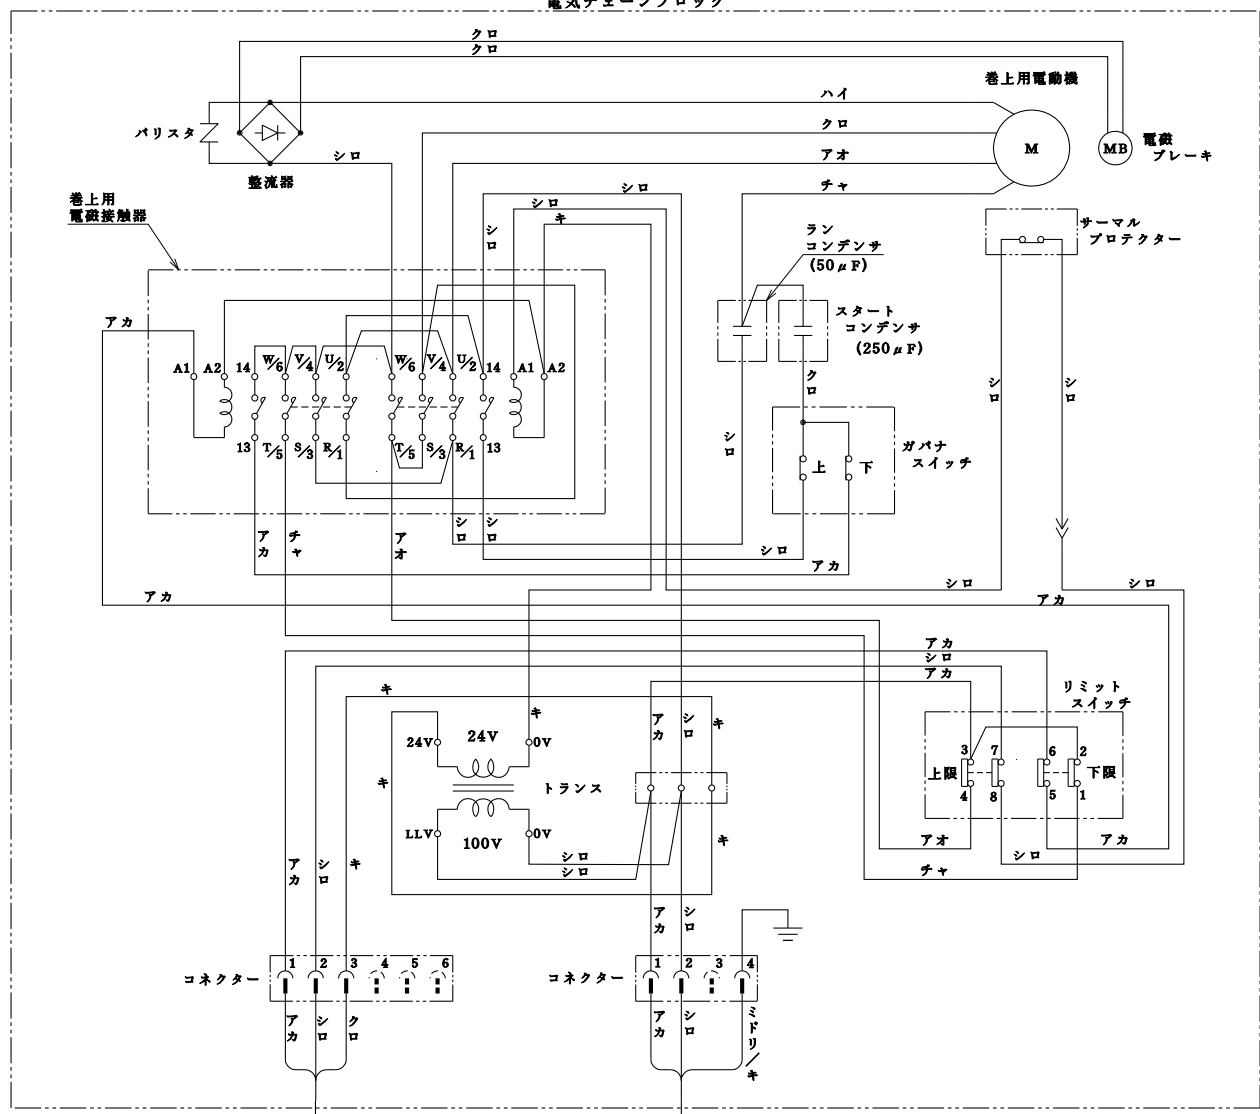 電気チェーンブロック
クロ
クロ
巻上用電動機
ハイ
クロ
バリスタ
M
MB
電磁
ブレーキ
シロ
アオ
整流器
チャ
シロ
巻上用
電磁接触器
シロ
キ
シロ
ラン
コンデンサ
(50μF)
サーマル
プロテクター
スタート
コンデンサ
(250μF)
アカ
A1
A2
14
W/6
V/4
U/2
W/6
V/4
U/2
14
A1
A2
クロ
シロ
シロ
13
T/5
S/3
R/1
T/5
S/3
R/1
13
シロ
上
下
ガバナ
スイッチ
アカ
チャ
アオ
シロ
シロ
シロ
アカ
シロ
シロ
アカ
アカ
アカ
シロ
アカ
リミット
スイッチ
キ
キ
アカ
シロ
キ
24V
24V
0V
3
7
6
2
上限
下限
4
8
5
1
キ
トランス
LLV
100V
0V
キ
アオ
アカ
シロ
シロ
シロ
チャ
アカ
シロ
キ
アカ
シロ
コネクター
1
2
3
4
5
6
コネクター
1
2
3
4
アカ
シロ
クロ
アカ
シロ
ミドリ/キ